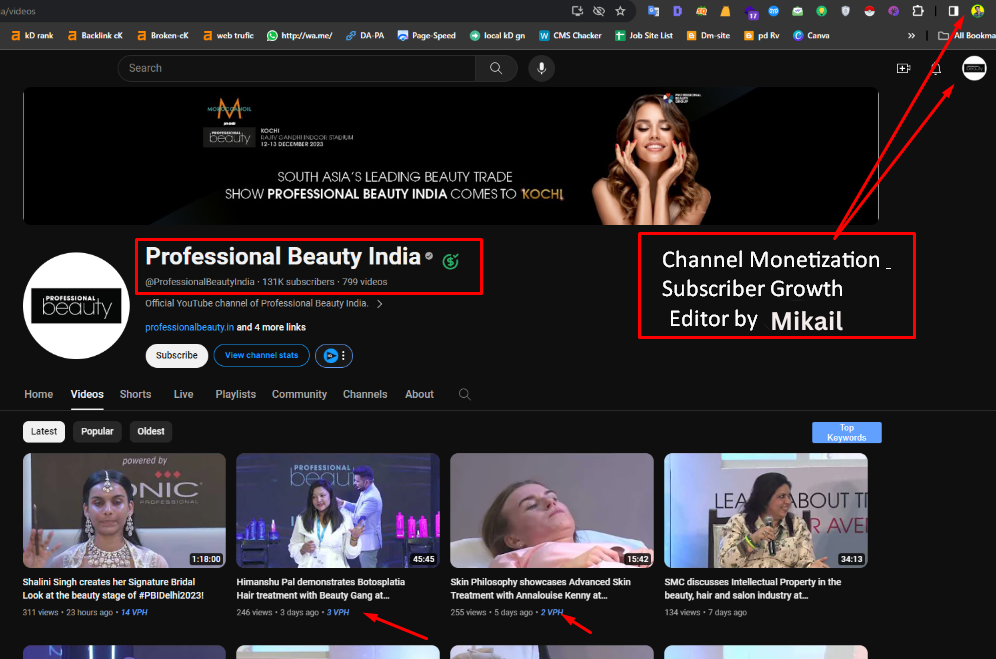 a/videos
17
kD rank
Backlink cK
Broken-cK
web trufic
http://wa.me/
DA-PA
Page-Speed
local kD gn
CMS Checker
Job Site List
Dm-site
pd Rv
Canva
»
All Bookma
Search
MOROCCANOIL
PROFESSIONAL
beauty
KOCHI
RAJIV GANDHI INDOOR STADIUM
12-13 DECEMBER 2023
PROFESSIONAL
BEAUTY
GROUP
SOUTH ASIA'S LEADING BEAUTY TRADE
SHOW PROFESSIONAL BEAUTY INDIA COMES TO KOCHI
Channel Monetization _
Subscriber Growth
Editor by Mikail
PROFESSIONAL
beauty
Professional Beauty India
@ProfessionalBeautyIndia · 131K subscribers · 799 videos
Official YouTube channel of Professional Beauty India.
professionalbeauty.in and 4 more links
Subscribe
View channel stats
Home
Videos
Shorts
Live
Playlists
Community
Channels
About
Latest
Popular
Oldest
Top
Keywords
powered by
ONIC
PROFESSIONAL
1:18:00
PROFESSIONAL
beau
45:45
15:42
LEA ABOUT T
R AVEN
34:13
Shalini Singh creates her Signature Bridal
Look at the beauty stage of #PBIDelhi2023!
311 views · 23 hours ago · 14 VPH
Himanshu Pal demonstrates Botosplatia
Hair treatment with Beauty Gang at...
246 views · 3 days ago · 3 VPH
Skin Philosophy showcases Advanced Skin
Treatment with Annalouise Kenny at...
255 views · 5 days ago · 2 VPH
SMC discusses Intellectual Property in the
beauty, hair and salon industry at...
134 views · 7 days ago